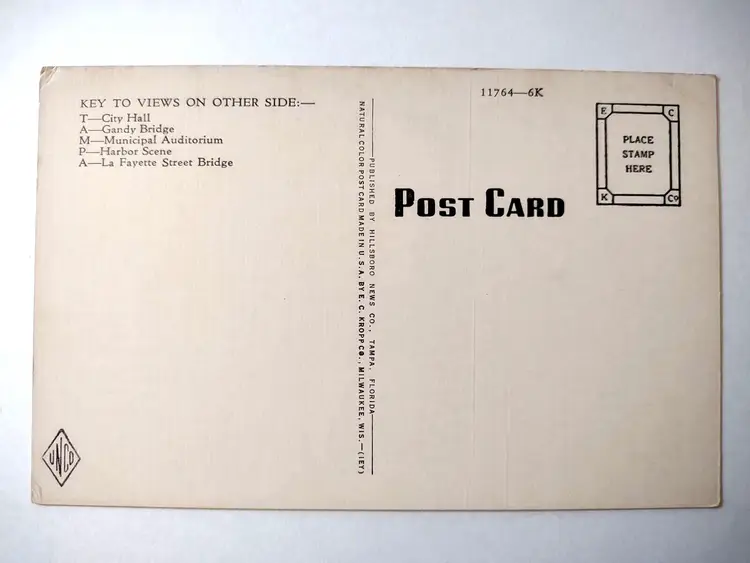 KEY TO VIEWS ON OTHER SIDE:—
T—City Hall
A—Gandy Bridge
M—Municipal Auditorium
P—Harbor Scene
A—La Fayette Street Bridge
UNCO
PUBLISHED BY HILLSBORO NEWS CO., TAMPA, FLORIDA
NATURAL COLOR POST CARD MADE IN U.S.A. BY E. C. KROPP CO., MILWAUKEE, WIS.—(IEY)
11764—6K
POST CARD
E C
PLACE
STAMP
HERE
K Co